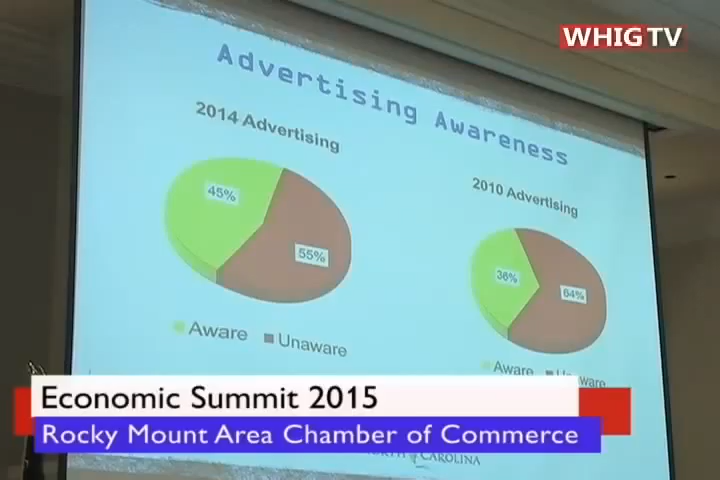 WHIG TV
Advertising Awareness
2014 Advertising
45%
55%
Aware Unaware
2010 Advertising
36%
64%
Aware
Economic Summit 2015
Rocky Mount Area Chamber of Commerce
CAROLINA